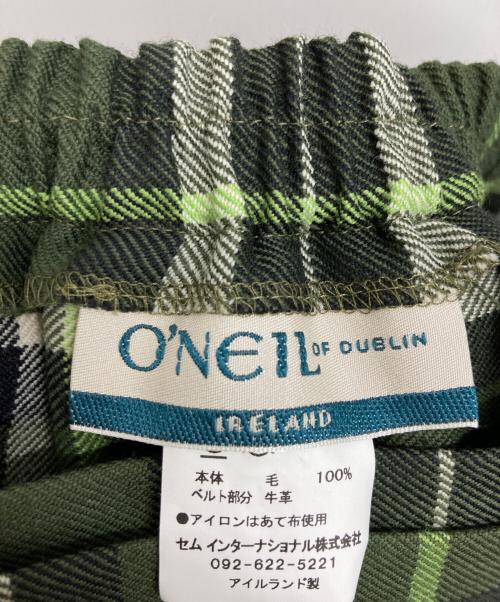 O'NEIL OF DUBLIN
IRELAND
本体 毛 100%
ベルト部分 牛革
●アイロンはあて布使用
セム インターナショナル株式会社
092-622-5221
アイルランド製